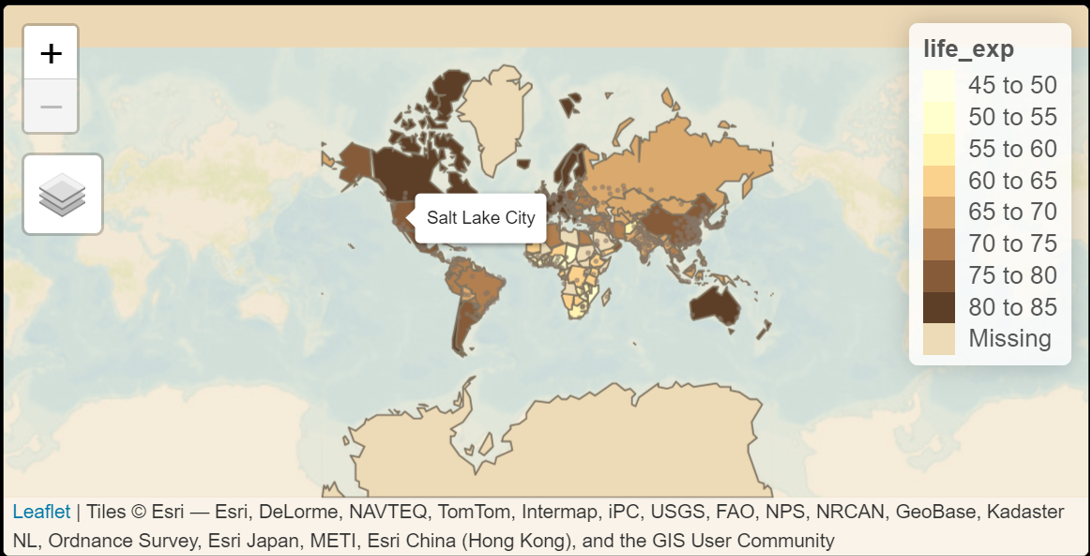 +
−
Salt Lake City
life_exp
45 to 50
50 to 55
55 to 60
60 to 65
65 to 70
70 to 75
75 to 80
80 to 85
Missing
Leaflet | Tiles © Esri — Esri, DeLorme, NAVTEQ, TomTom, Intermap, iPC, USGS, FAO, NPS, NRCAN, GeoBase, Kadaster
NL, Ordnance Survey, Esri Japan, METI, Esri China (Hong Kong), and the GIS User Community